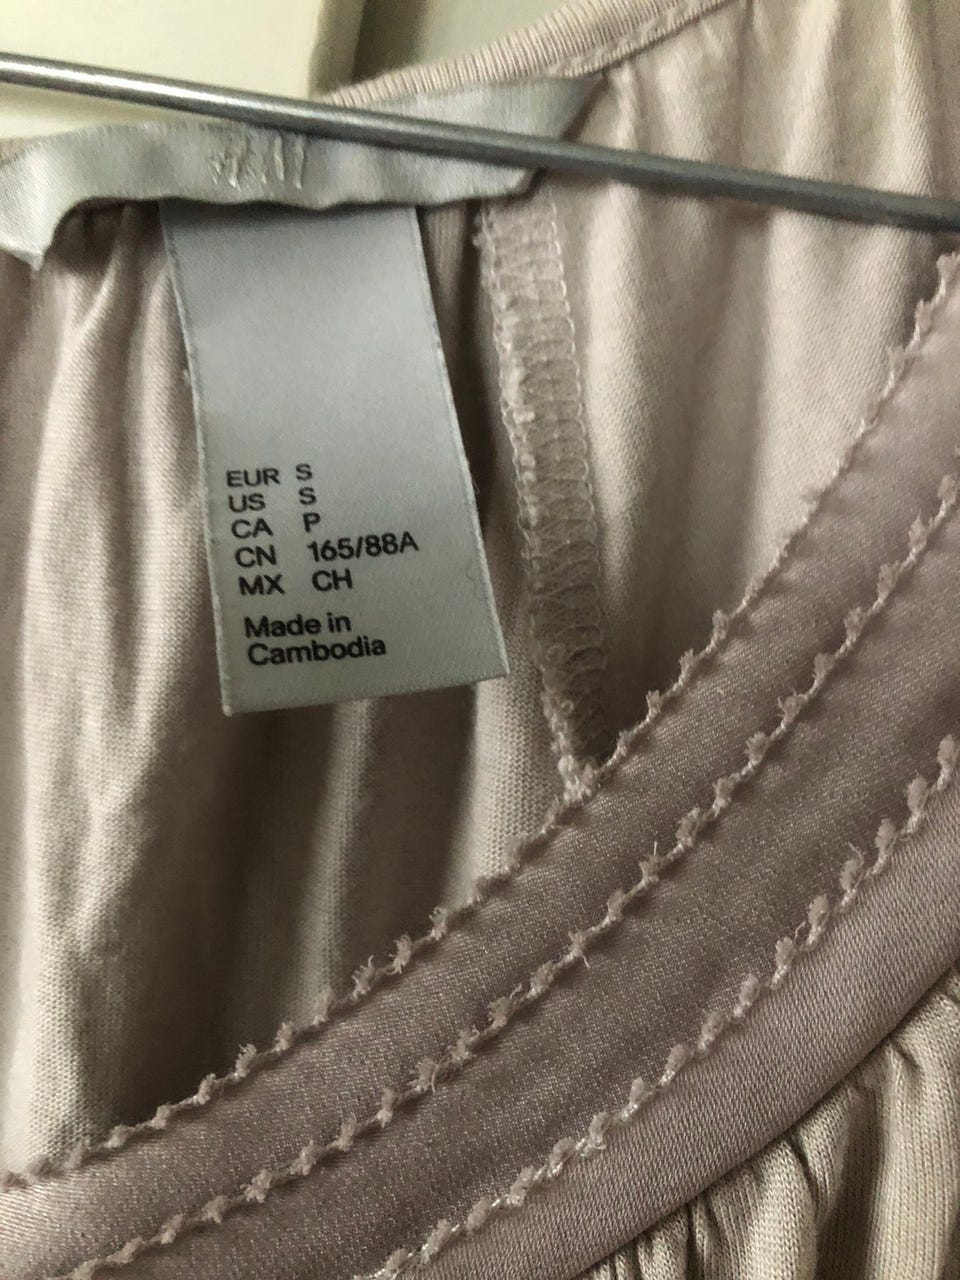 H&M
EUR S
US S
CA P
CN 165/88A
MX CH
Made in
Cambodia